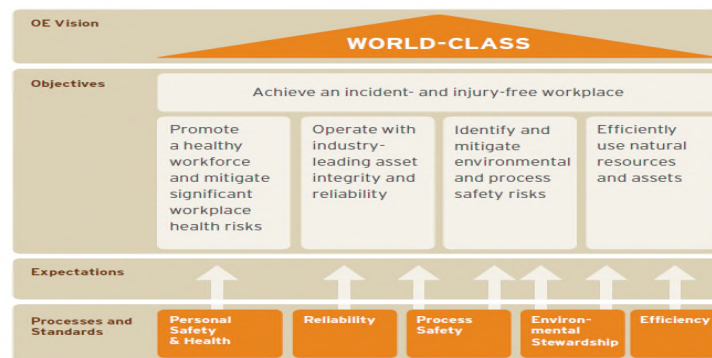 OE Vision
WORLD-CLASS
Objectives
Achieve an incident- and injury-free workplace
Promote
a healthy
workforce
and mitigate
significant
workplace
health risks
Operate with
industry-
leading asset
integrity and
reliability
Identify and
mitigate
environmental
and process
safety risks
Efficiently
use natural
resources
and assets
Expectations
Processes and
Standards
Personal
Safety
& Health
Reliability
Process
Safety
Environ-
mental
Stewardship
Efficiency